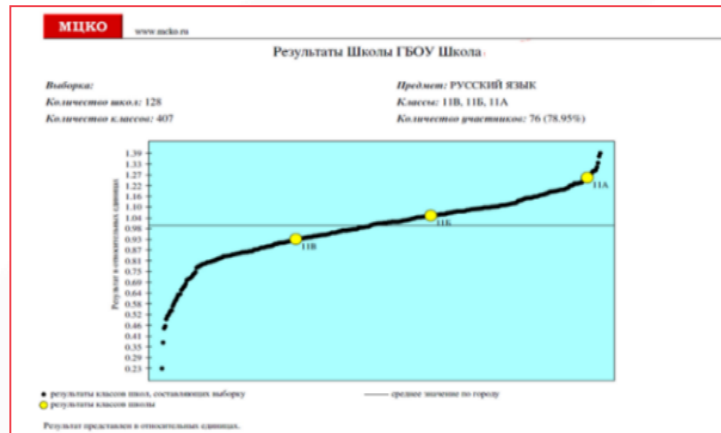 МЦКО www.mcko.ru
Результаты Школы ГБОУ Школа
Выборка:
Количество школ: 128
Количество классов: 407
Предмет: РУССКИЙ ЯЗЫК
Классы: 11В, 11Б, 11А
Количество участников: 76 (78.95%)
Результат в относительных единицах
1.39
1.33
1.27
1.22
1.16
1.10
1.04
0.98
0.93
0.87
0.81
0.75
0.69
0.64
0.58
0.52
0.46
0.41
0.35
0.29
0.23
11В
11Б
11А
результаты классов школ, составляющих выборку
среднее значение по городу
результаты классов школы
Результат представлен в относительных единицах.